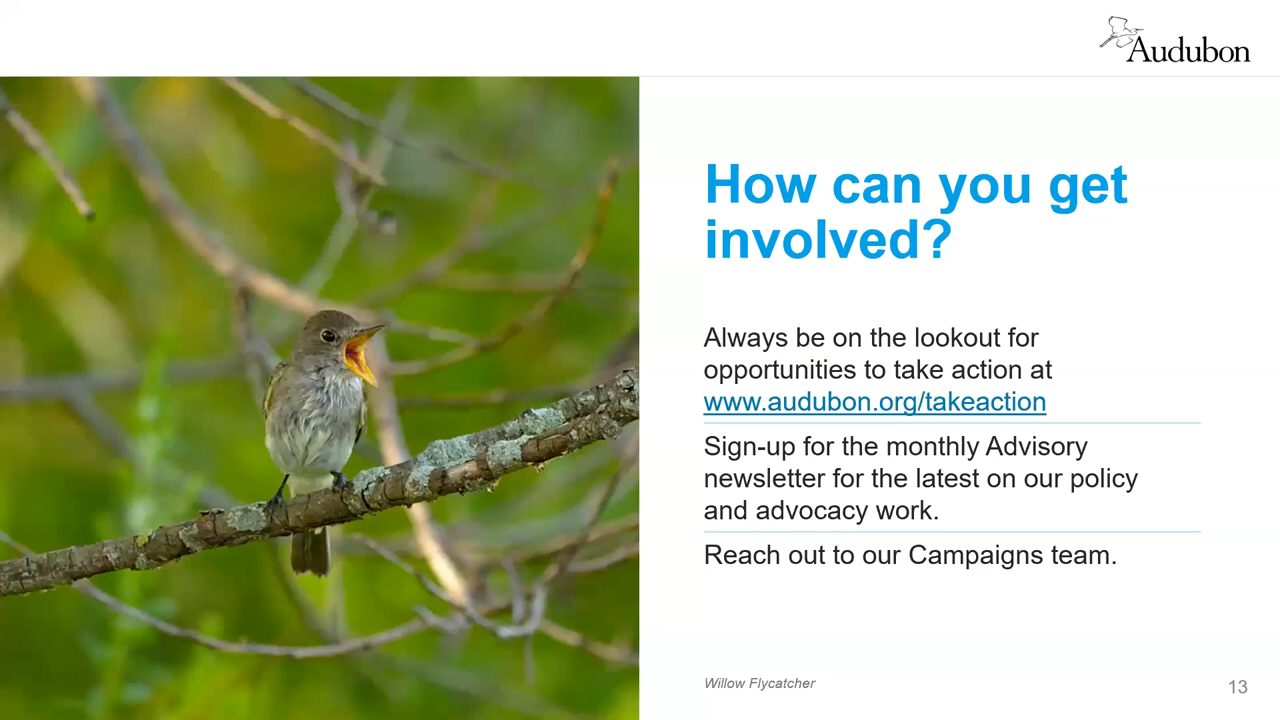 Audubon
How can you get
involved?
Always be on the lookout for
opportunities to take action at
www.audubon.org/takeaction
Sign-up for the monthly Advisory
newsletter for the latest on our policy
and advocacy work.
Reach out to our Campaigns team.
Willow Flycatcher
13